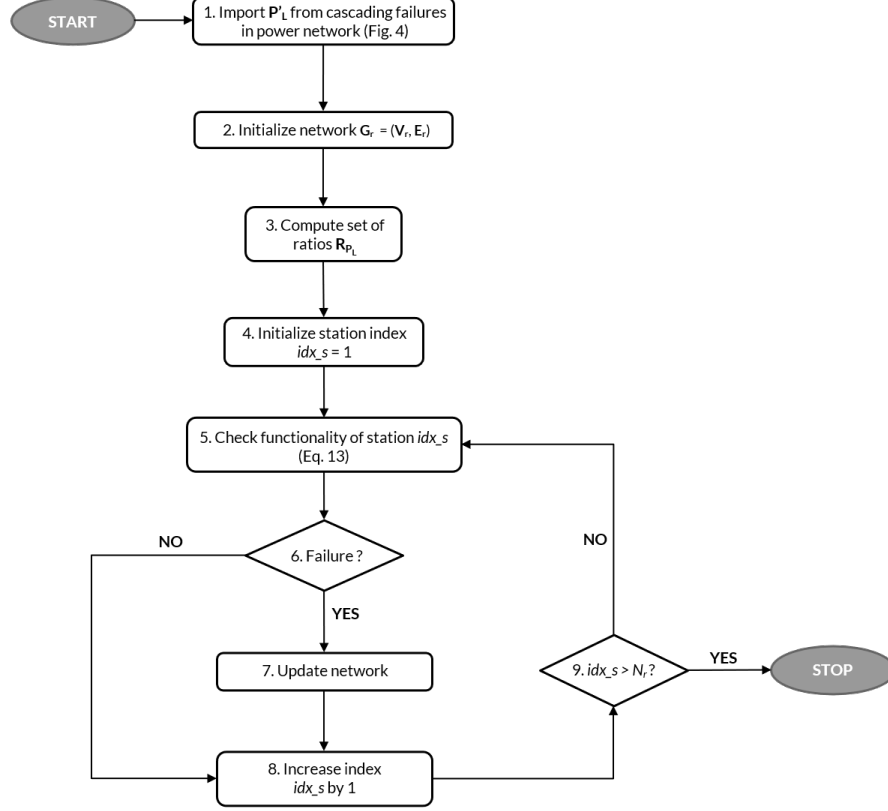 START
1. Import P'L from cascading failures
in power network (Fig. 4)
2. Initialize network Gr = (Vr, Er)
3. Compute set of
ratios RPL
4. Initialize station index
idx_s = 1
5. Check functionality of station idx_s
(Eq. 13)
NO
6. Failure ?
YES
7. Update network
8. Increase index
idx_s by 1
NO
9. idx_s > Nr ?
YES
STOP